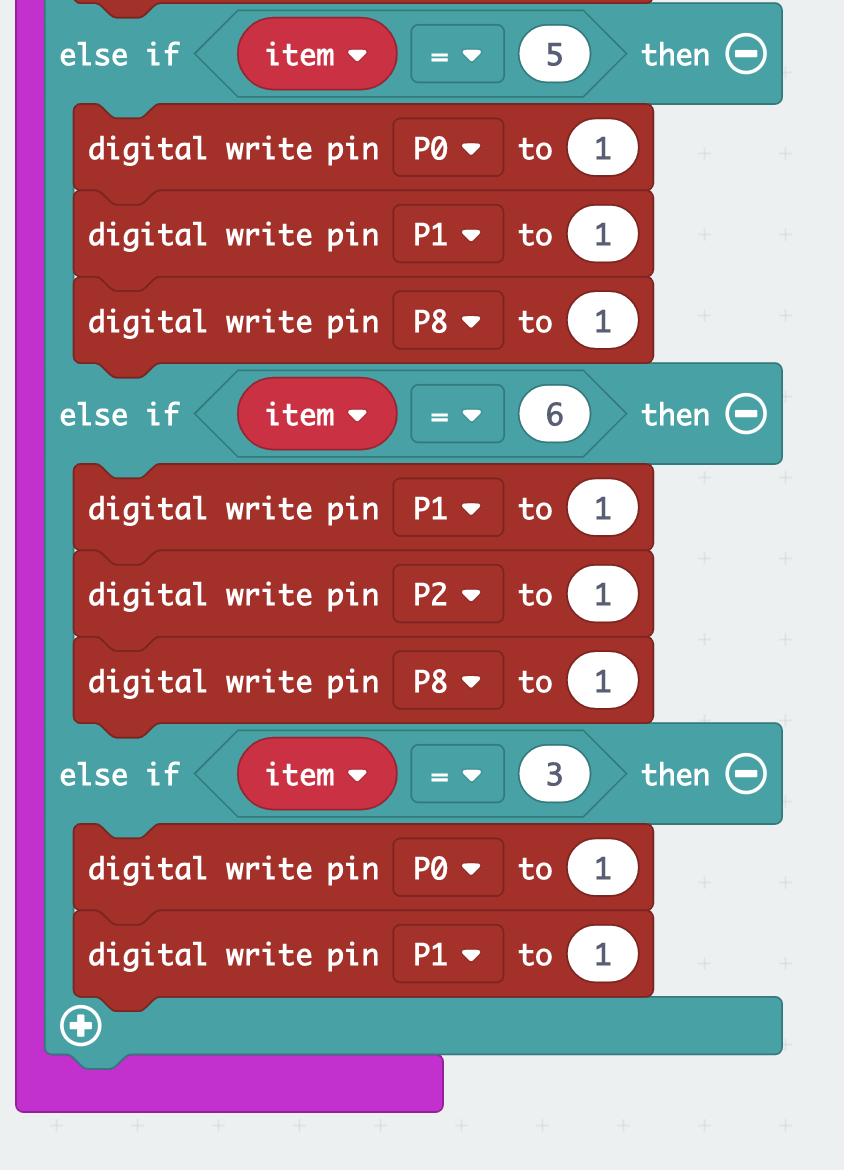 else if item = 5 then
digital write pin P0 to 1
digital write pin P1 to 1
digital write pin P8 to 1
else if item = 6 then
digital write pin P1 to 1
digital write pin P2 to 1
digital write pin P8 to 1
else if item = 3 then
digital write pin P0 to 1
digital write pin P1 to 1